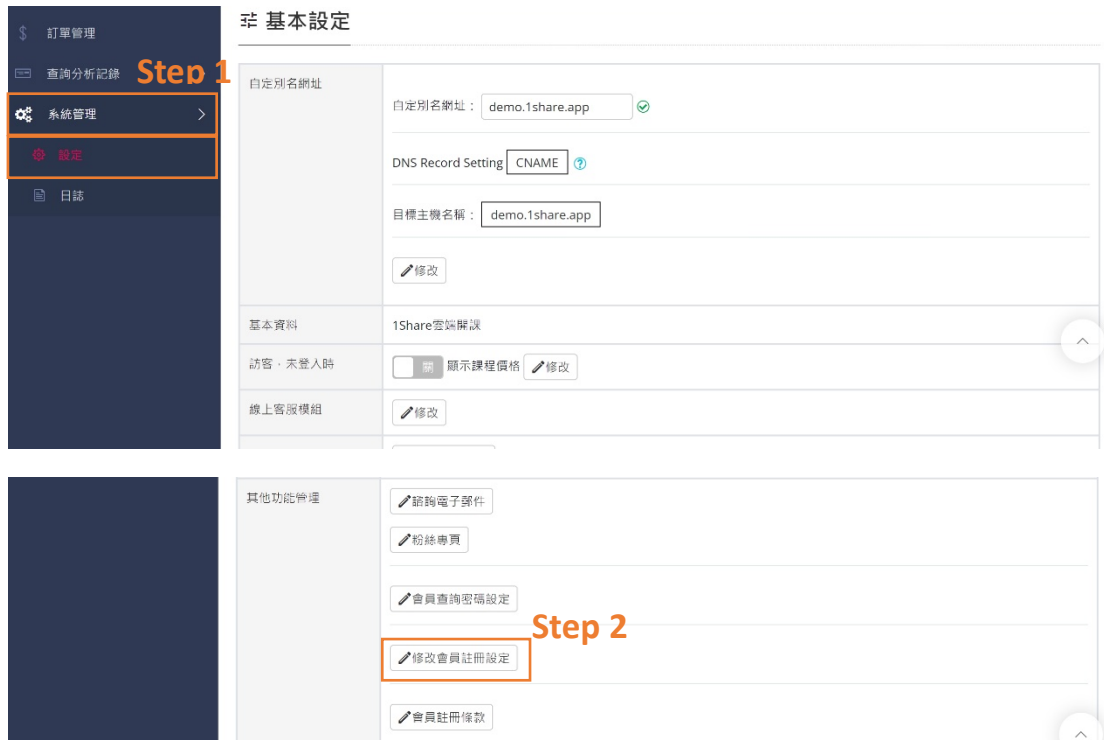 訂單管理
查詢分析記錄
Step 1
系統管理
設定
日誌
基本設定
自定別名網址
自定別名網址：
demo.1share.app
DNS Record Setting
CNAME
目標主機名稱：
demo.1share.app
修改
基本資料
1Share雲端開課
訪客，未登入時
關
顯示課程價格
修改
線上客服模組
修改
其他功能管理
諮詢電子郵件
粉絲專頁
會員查詢密碼設定
Step 2
修改會員註冊設定
會員註冊條款